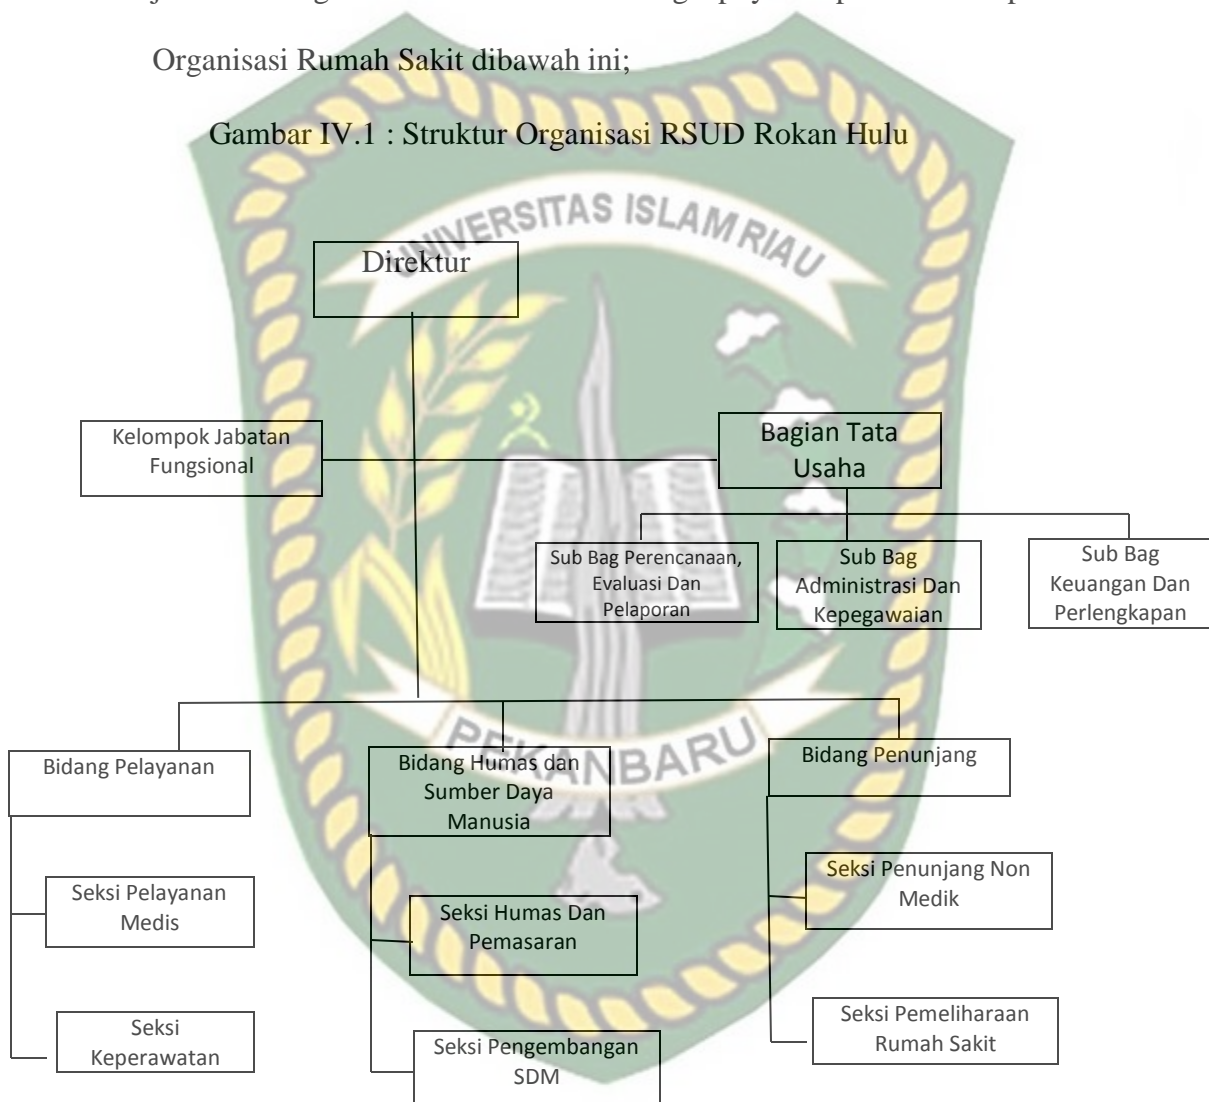 Organisasi Rumah Sakit dibawah ini;
Gambar IV.1 : Struktur Organisasi RSUD Rokan Hulu
UNIVERSITAS ISLAM RIAU
Direktur
Kelompok Jabatan
Fungsional
Bagian Tata
Usaha
Sub Bag Perencanaan,
Evaluasi Dan
Pelaporan
Sub Bag
Administrasi Dan
Kepegawaian
Sub Bag
Keuangan Dan
Perlengkapan
PEKANBARU
Bidang Pelayanan
Bidang Humas dan
Sumber Daya
Manusia
Bidang Penunjang
Seksi Pelayanan
Medis
Seksi Humas Dan
Pemasaran
Seksi Penunjang Non
Medik
Seksi
Keperawatan
Seksi Pengembangan
SDM
Seksi Pemeliharaan
Rumah Sakit